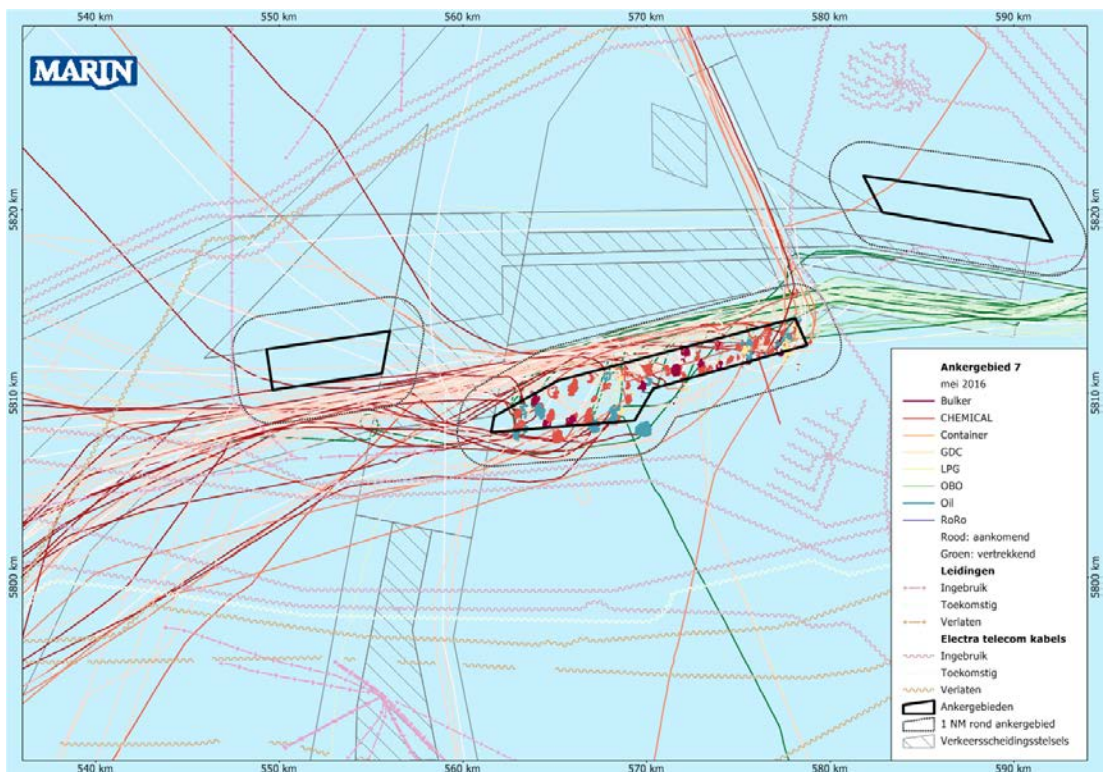 540 km 550 km 560 km 570 km 580 km 590 km
MARIN
5820 km 5820 km
5810 km 5810 km
5800 km 5800 km
Ankergebied 7
mei 2016
Bulker
CHEMICAL
Container
GDC
LPG
OBO
Oil
RoRo
Rood: aankomend
Groen: vertrekkend
Leidingen
Ingebruik
Toekomstig
Verlaten
Electra telecom kabels
Ingebruik
Toekomstig
Verlaten
Ankergebieden
1 NM rond ankergebied
Verkeersscheidingsstelsels
540 km 550 km 560 km 570 km 580 km 590 km